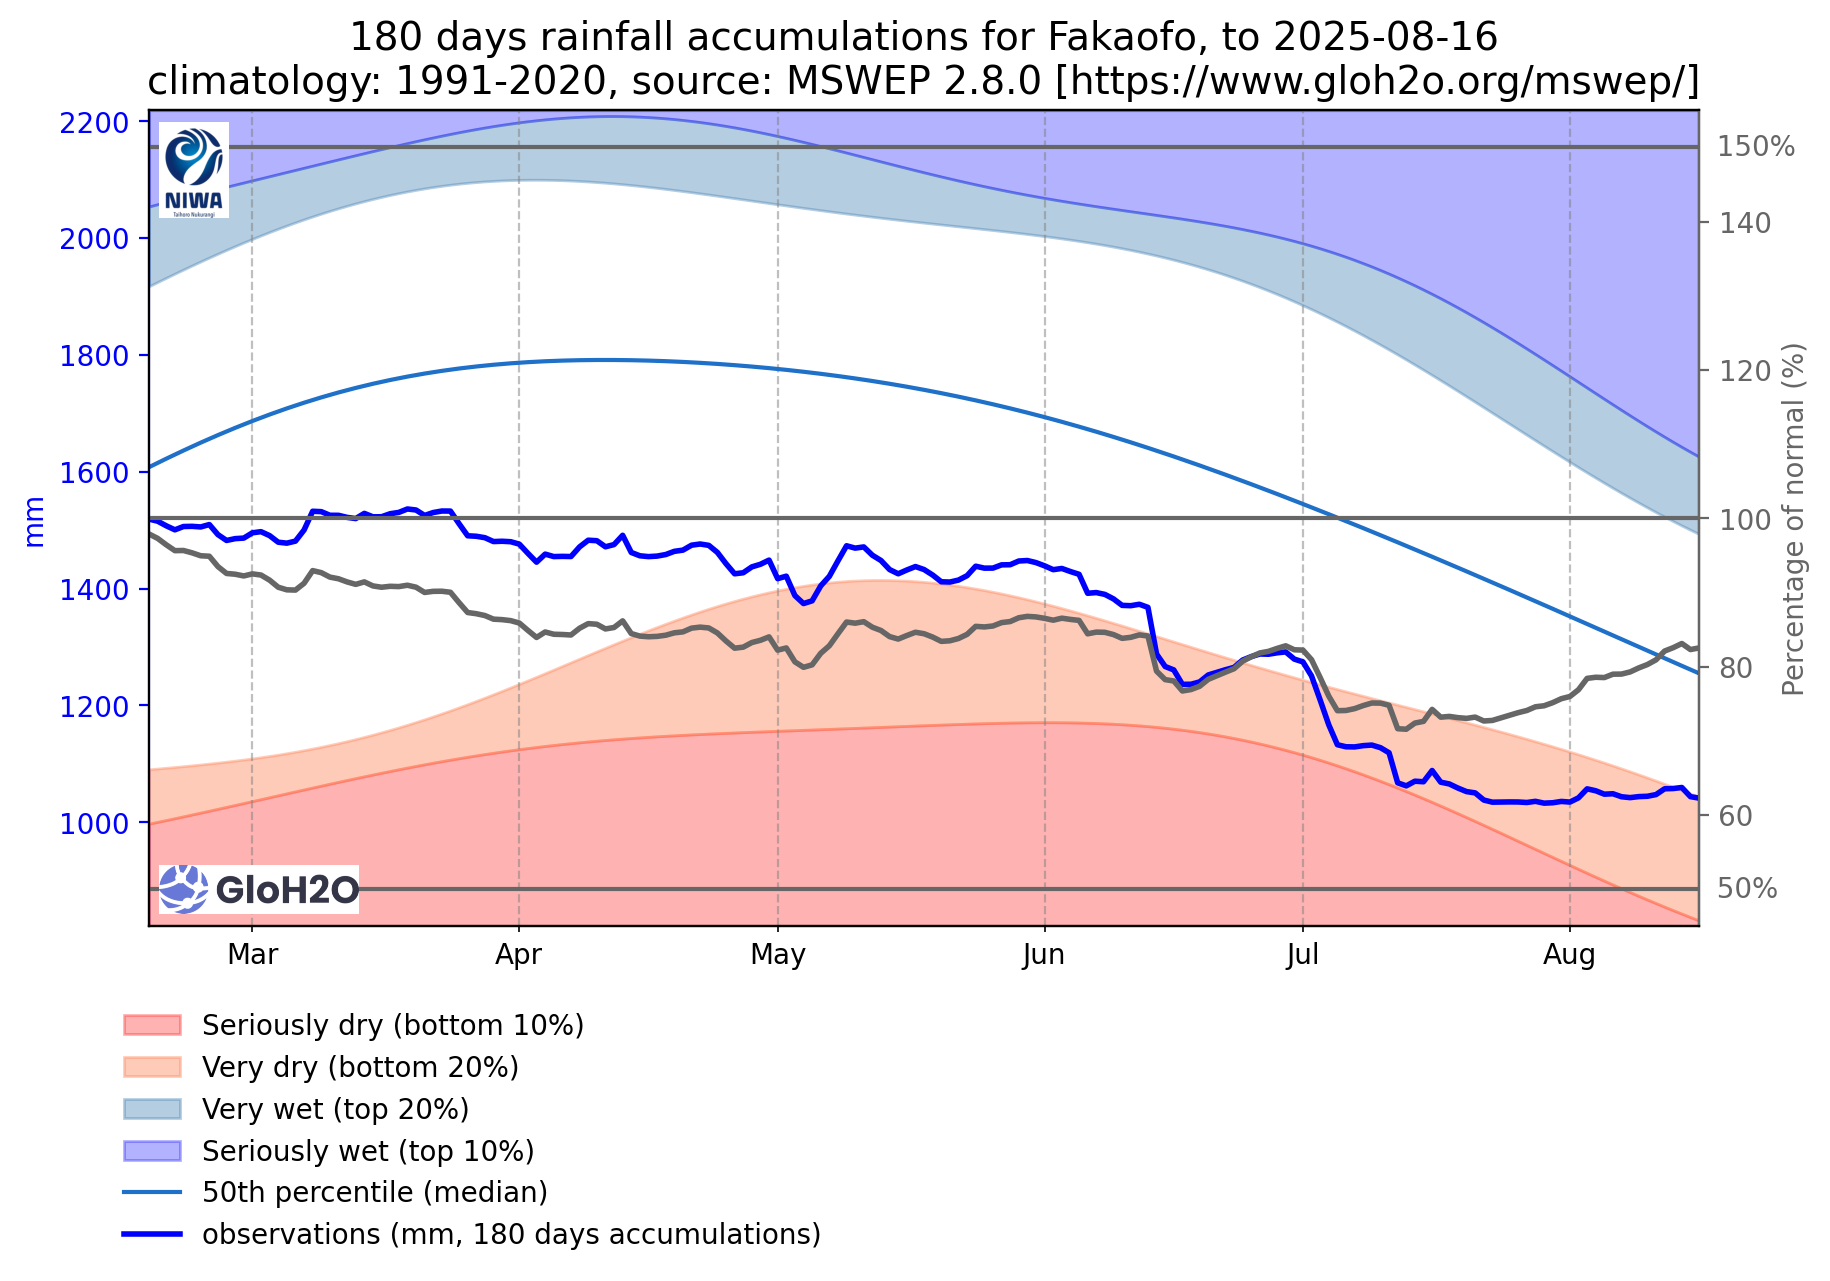 180 days rainfall accumulations for Fakaofo, to 2025-08-16
climatology: 1991-2020, source: MSWEP 2.8.0 [https://www.gloh2o.org/mswep/]
2200
2000
1800
1600
1400
1200
1000
mm
NIWA
Taihoro Nukurangi
GloH2O
150%
140
120
100
80
60
50%
Percentage of normal (%)
Mar
Apr
May
Jun
Jul
Aug
Seriously dry (bottom 10%)
Very dry (bottom 20%)
Very wet (top 20%)
Seriously wet (top 10%)
50th percentile (median)
observations (mm, 180 days accumulations)